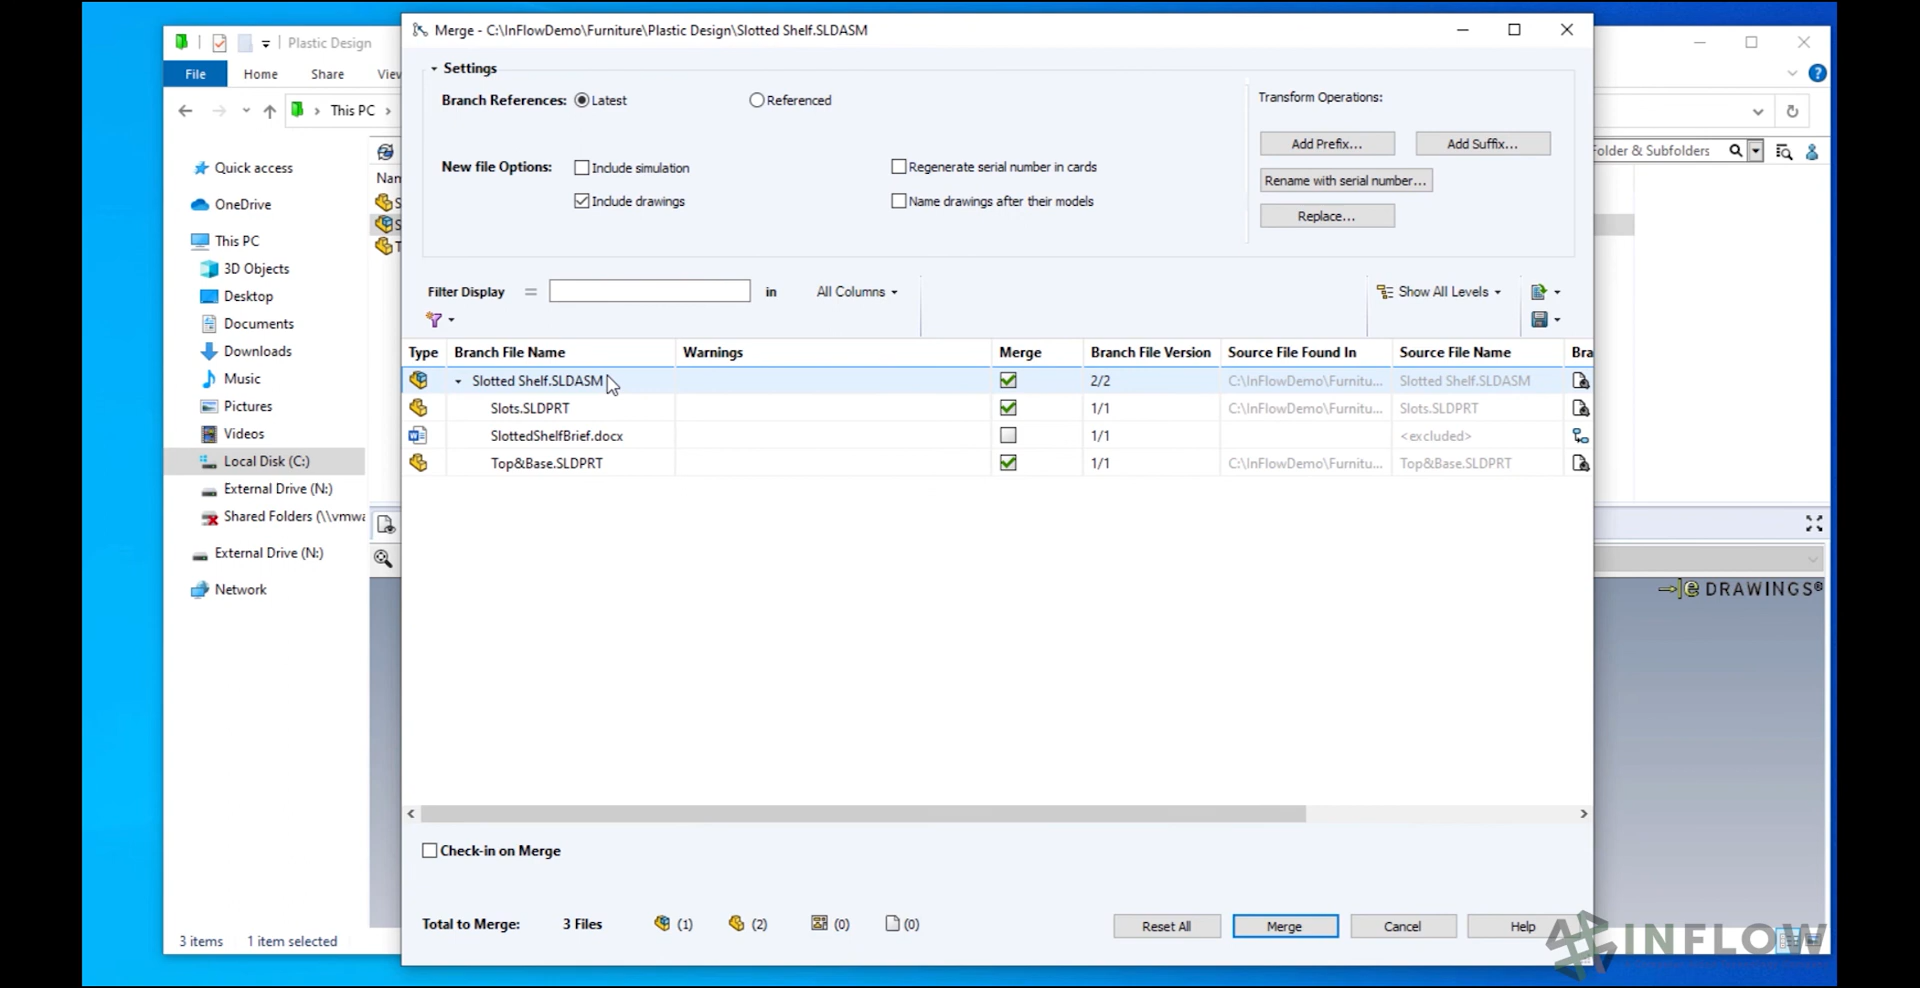 Plastic Design
Merge - C:\InFlowDemo\Furniture\Plastic Design\Slotted Shelf.SLDASM
File Home Share View
Settings
Branch References: Latest Referenced
Transform Operations:
This PC
New file Options: Include simulation Regenerate serial number in cards
Include drawings Name drawings after their models
Add Prefix... Add Suffix...
Rename with serial number...
Replace...
Folder & Subfolders
Quick access
OneDrive
This PC
3D Objects
Desktop
Documents
Downloads
Music
Pictures
Videos
Local Disk (C:)
External Drive (N:)
Shared Folders (\\vmwa
External Drive (N:)
Network
Nan
S
S
T
Filter Display = in All Columns Show All Levels
Type Branch File Name Warnings Merge Branch File Version Source File Found In Source File Name Bra
Slotted Shelf.SLDASM 2/2 C:\InFlowDemo\Furnitu... Slotted Shelf.SLDASM
Slots.SLDPRT 1/1 C:\InFlowDemo\Furnitu... Slots.SLDPRT
SlottedShelfBrief.docx 1/1 <excluded>
Top&Base.SLDPRT 1/1 C:\InFlowDemo\Furnitu... Top&Base.SLDPRT
e DRAWINGS®
Check-in on Merge
Total to Merge: 3 Files (1) (2) (0) (0) Reset All Merge Cancel Help
3 items 1 item selected
INFLOW